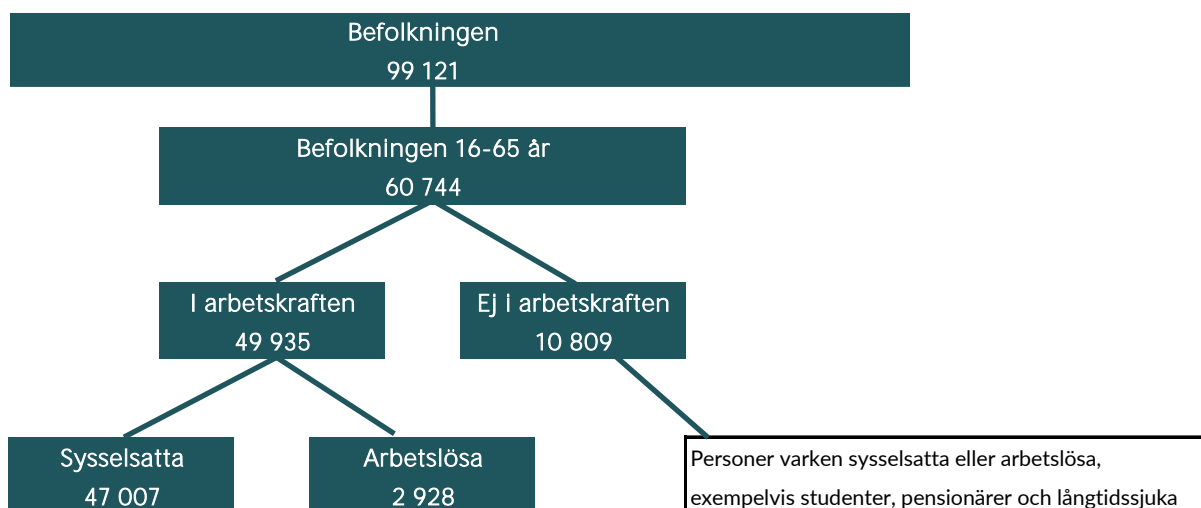 Befolkningen
99 121
Befolkningen 16-65 år
60 744
I arbetskraften
49 935
Ej i arbetskraften
10 809
Sysselsatta
47 007
Arbetslösa
2 928
Personer varken sysselsatta eller arbetslösa,
exempelvis studenter, pensionärer och långtidssjuka